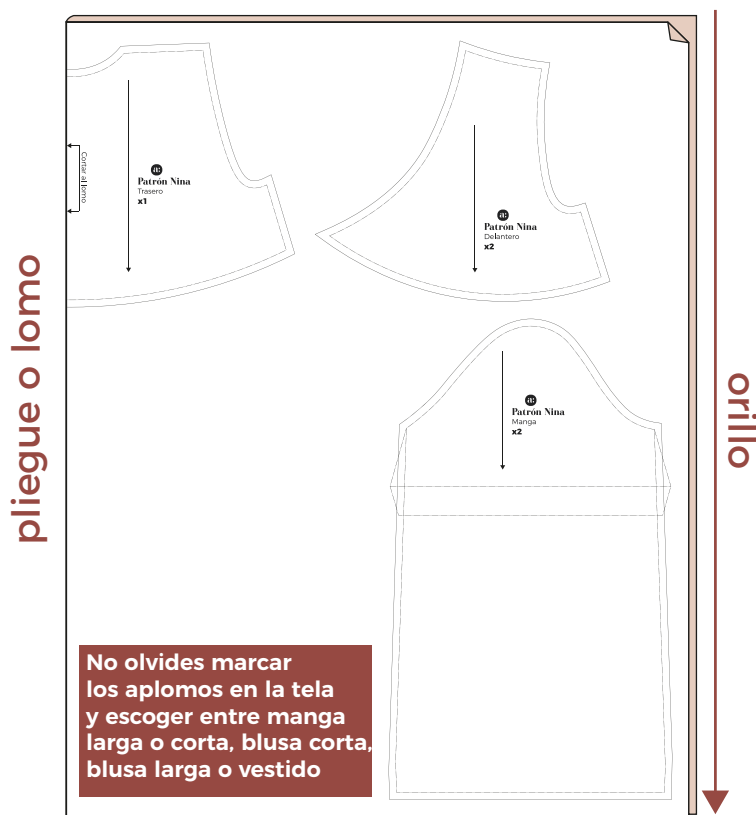 pliegue o lomo
Cortar al lomo
a:
Patrón Nina
Trasero
x1
a:
Patrón Nina
Delantero
x2
a:
Patrón Nina
Manga
x2
orillo
No olvides marcar
los aplomos en la tela
y escoger entre manga
larga o corta, blusa corta,
blusa larga o vestido